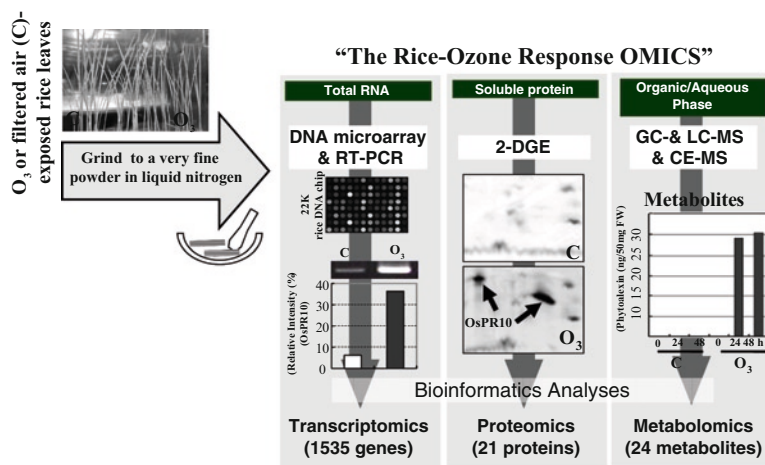 O3 or filtered air (C)-
exposed rice leaves
C
O3
Grind to a very fine
powder in liquid nitrogen
“The Rice-Ozone Response OMICS”
Total RNA
DNA microarray
& RT-PCR
22K
rice DNA chip
C
O3
(Relative Intensity (%)
(OsPR10)
40
30
20
10
0
Transcriptomics
(1535 genes)
Soluble protein
2-DGE
C
OsPR10
O3
Bioinformatics Analyses
Proteomics
(21 proteins)
Organic/Aqueous
Phase
GC-& LC-MS
& CE-MS
Metabolites
(Phytoalexin (ng/50mg FW)
30
25
25
15
10
0 24 48 0 24 48 h
C
O3
Metabolomics
(24 metabolites)